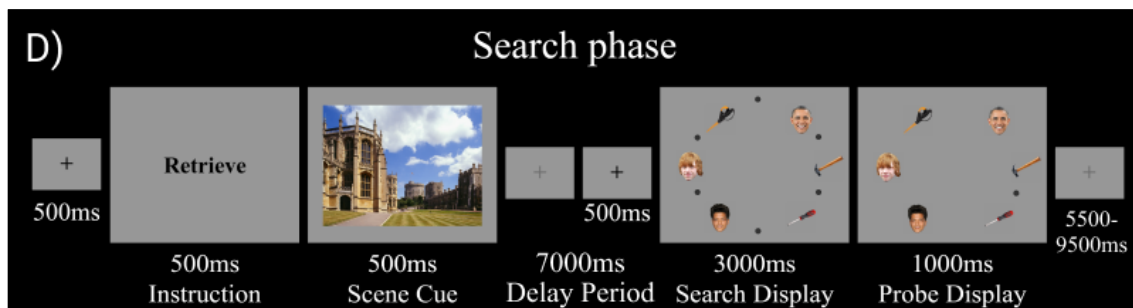 D)
Search phase
Retrieve
500ms
500ms
500ms
Instruction
500ms
Scene Cue
7000ms
Delay Period
3000ms
Search Display
1000ms
Probe Display
5500-
9500ms